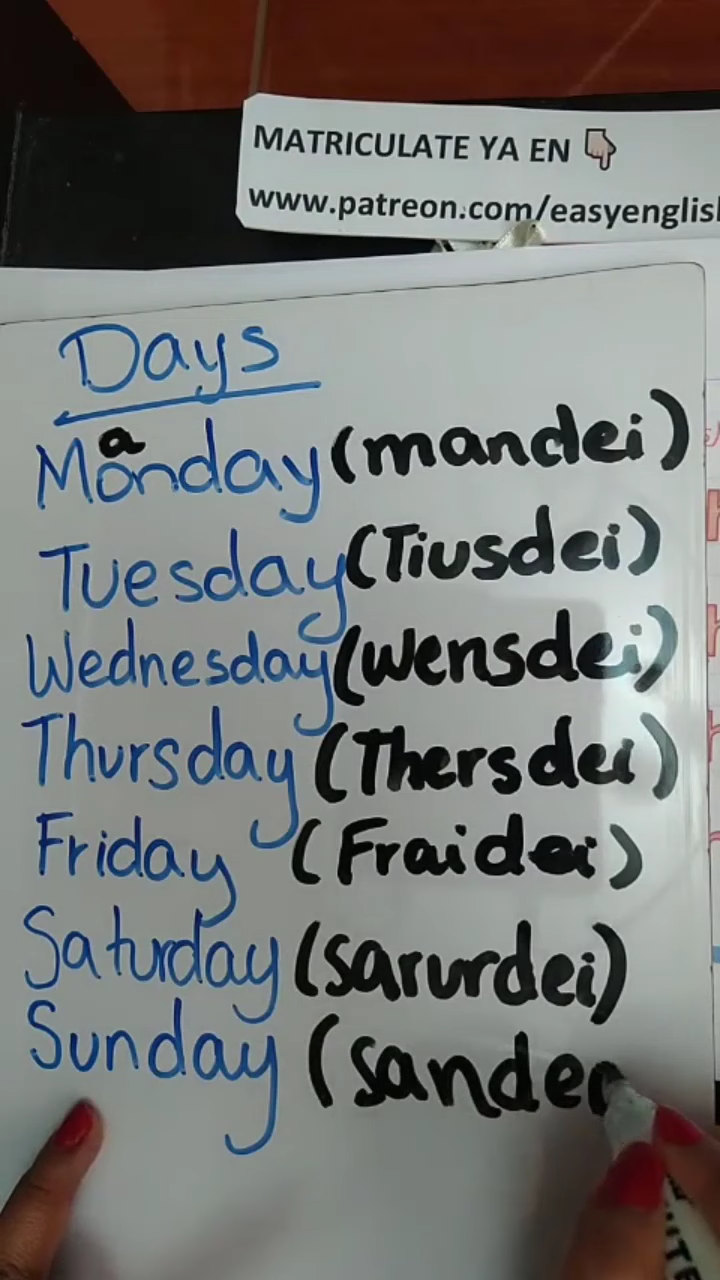 MATRICULATE YA EN 👇
www.patreon.com/easyenglis
Days
a
Monday (mandei)
Tuesday (Tiusdei)
Wednesday (wensdei)
Thursday (Thersdei)
Friday (Fraidei)
Saturday (sarurdei)
Sunday (sande